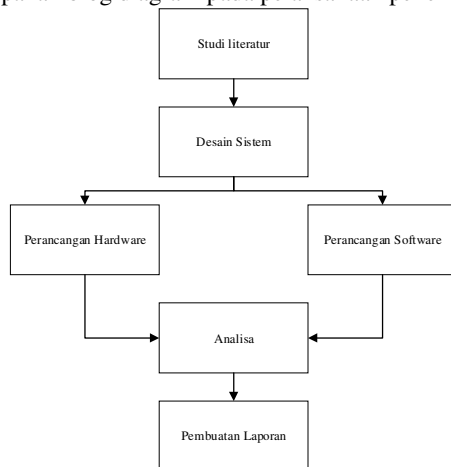 Studi literatur
Desain Sistem
Perancangan Hardware
Perancangan Software
Analisa
Pembuatan Laporan